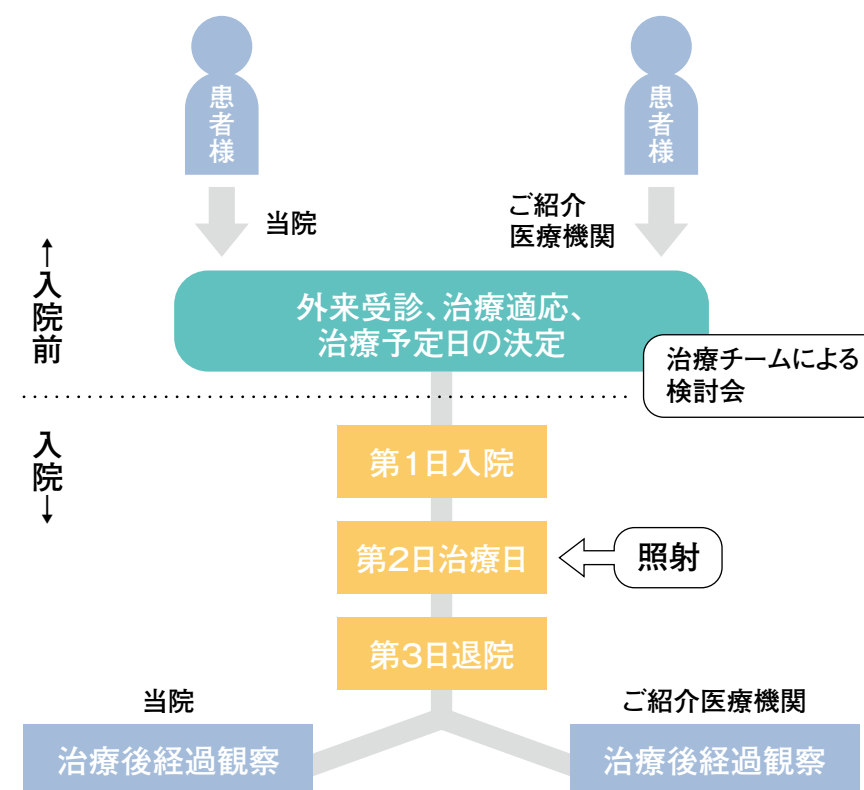 患者様
患者様
当院
ご紹介
医療機関
↑入院前
外来受診、治療適応、
治療予定日の決定
治療チームによる
検討会
入院↓
第1日入院
第2日治療日
照射
第3日退院
当院
ご紹介医療機関
治療後経過観察
治療後経過観察